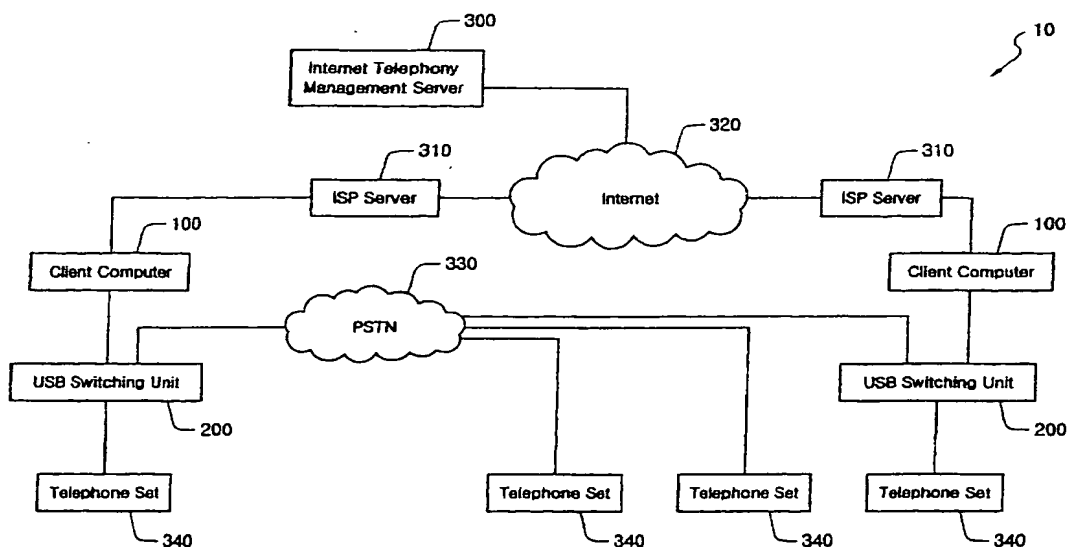 300
10
Internet Telephony
Management Server
320
310
310
ISP Server
Internet
ISP Server
100
100
Client Computer
330
Client Computer
PSTN
USB Switching Unit
USB Switching Unit
200
200
Telephone Set
Telephone Set
Telephone Set
Telephone Set
340
340
340
340